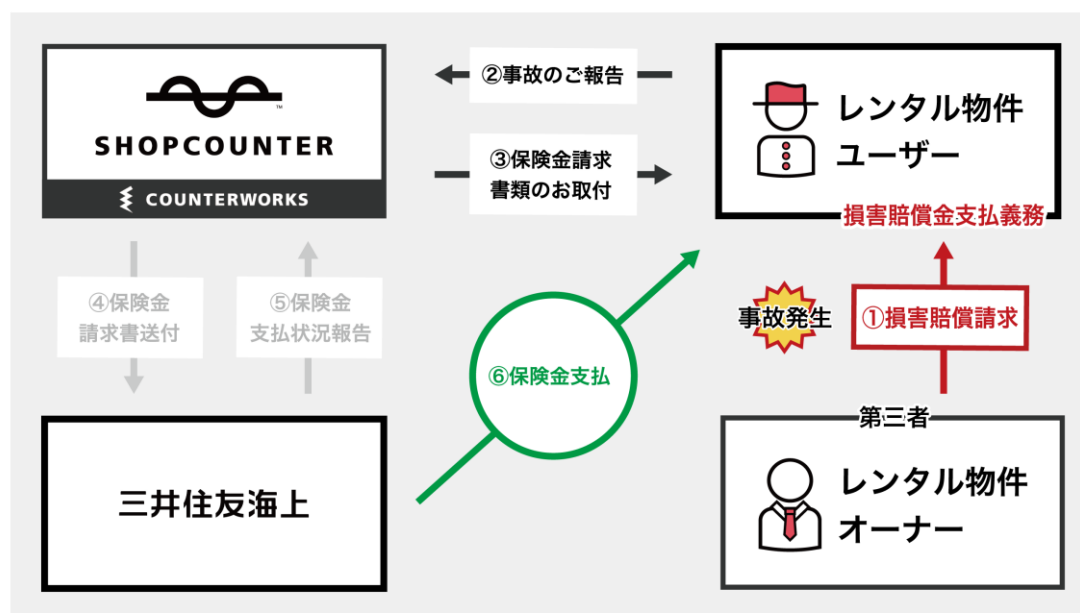 SHOPCOUNTER
™
COUNTERWORKS
②事故のご報告
③保険金請求
書類のお取付
レンタル物件
ユーザー
損害賠償金支払義務
④保険金
請求書送付
⑤保険金
支払状況報告
事故発生
①損害賠償請求
⑥保険金支払
三井住友海上
第三者
レンタル物件
オーナー